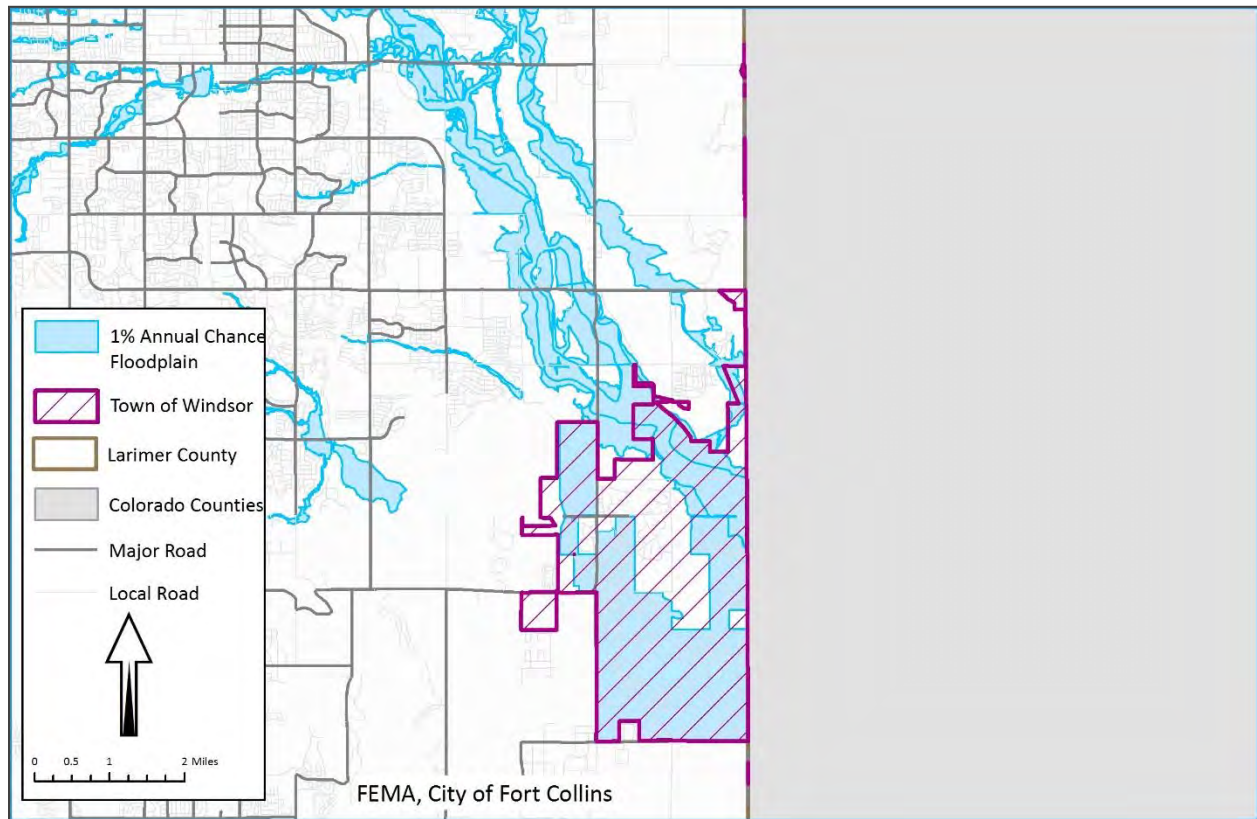 1% Annual Chance
Floodplain
Town of Windsor
Larimer County
Colorado Counties
Major Road
Local Road
0 0.5 1 2 Miles
FEMA, City of Fort Collins